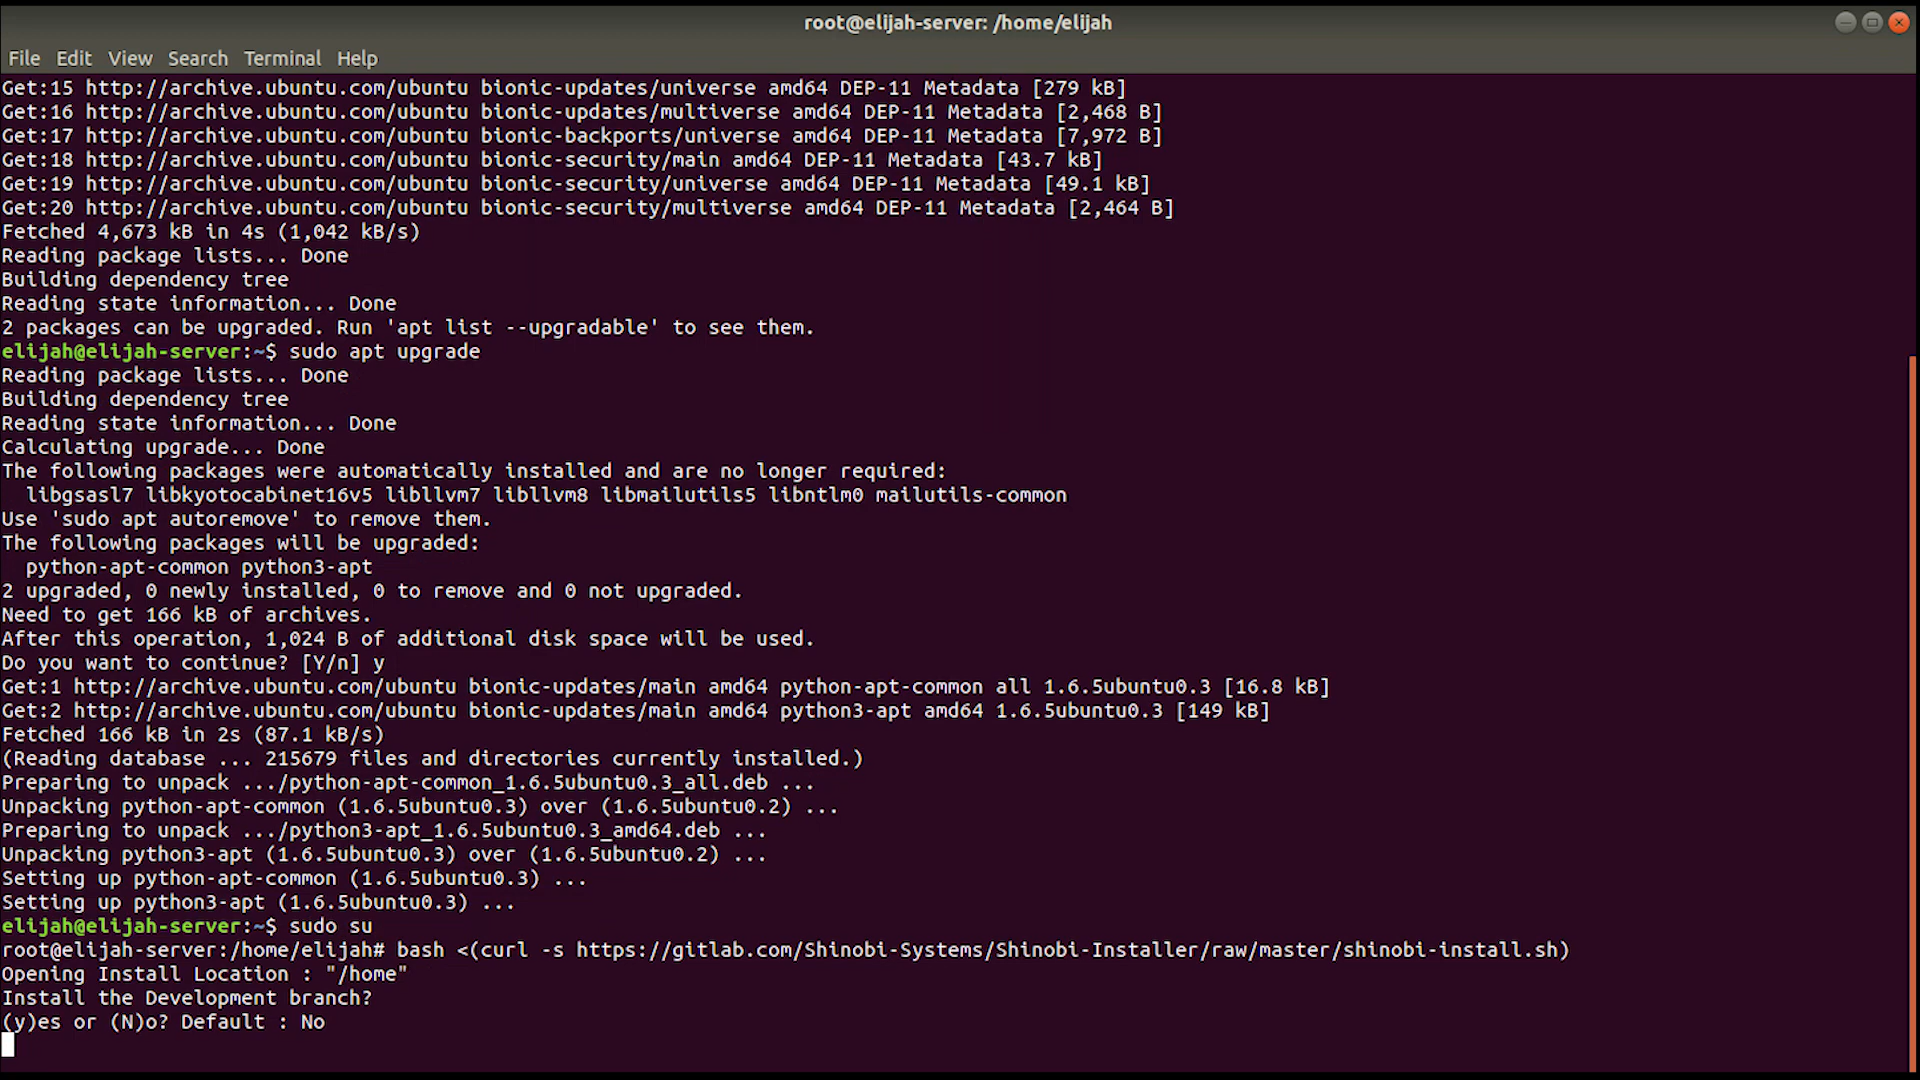 root@elijah-server: /home/elijah
File Edit View Search Terminal Help
Get:15 http://archive.ubuntu.com/ubuntu bionic-updates/universe amd64 DEP-11 Metadata [279 kB]
Get:16 http://archive.ubuntu.com/ubuntu bionic-updates/multiverse amd64 DEP-11 Metadata [2,468 B]
Get:17 http://archive.ubuntu.com/ubuntu bionic-backports/universe amd64 DEP-11 Metadata [7,972 B]
Get:18 http://archive.ubuntu.com/ubuntu bionic-security/main amd64 DEP-11 Metadata [43.7 kB]
Get:19 http://archive.ubuntu.com/ubuntu bionic-security/universe amd64 DEP-11 Metadata [49.1 kB]
Get:20 http://archive.ubuntu.com/ubuntu bionic-security/multiverse amd64 DEP-11 Metadata [2,464 B]
Fetched 4,673 kB in 4s (1,042 kB/s)
Reading package lists... Done
Building dependency tree
Reading state information... Done
2 packages can be upgraded. Run 'apt list --upgradable' to see them.
elijah@elijah-server:~$ sudo apt upgrade
Reading package lists... Done
Building dependency tree
Reading state information... Done
Calculating upgrade... Done
The following packages were automatically installed and are no longer required:
  libgsasl7 libkyotocabinet16v5 libllvm7 libllvm8 libmailutils5 libntlm0 mailutils-common
Use 'sudo apt autoremove' to remove them.
The following packages will be upgraded:
  python-apt-common python3-apt
2 upgraded, 0 newly installed, 0 to remove and 0 not upgraded.
Need to get 166 kB of archives.
After this operation, 1,024 B of additional disk space will be used.
Do you want to continue? [Y/n] y
Get:1 http://archive.ubuntu.com/ubuntu bionic-updates/main amd64 python-apt-common all 1.6.5ubuntu0.3 [16.8 kB]
Get:2 http://archive.ubuntu.com/ubuntu bionic-updates/main amd64 python3-apt amd64 1.6.5ubuntu0.3 [149 kB]
Fetched 166 kB in 2s (87.1 kB/s)
(Reading database ... 215679 files and directories currently installed.)
Preparing to unpack .../python-apt-common_1.6.5ubuntu0.3_all.deb ...
Unpacking python-apt-common (1.6.5ubuntu0.3) over (1.6.5ubuntu0.2) ...
Preparing to unpack .../python3-apt_1.6.5ubuntu0.3_amd64.deb ...
Unpacking python3-apt (1.6.5ubuntu0.3) over (1.6.5ubuntu0.2) ...
Setting up python-apt-common (1.6.5ubuntu0.3) ...
Setting up python3-apt (1.6.5ubuntu0.3) ...
elijah@elijah-server:~$ sudo su
root@elijah-server:/home/elijah# bash <(curl -s https://gitlab.com/Shinobi-Systems/Shinobi-Installer/raw/master/shinobi-install.sh)
Opening Install Location : "/home"
Install the Development branch?
(y)es or (N)o? Default : No